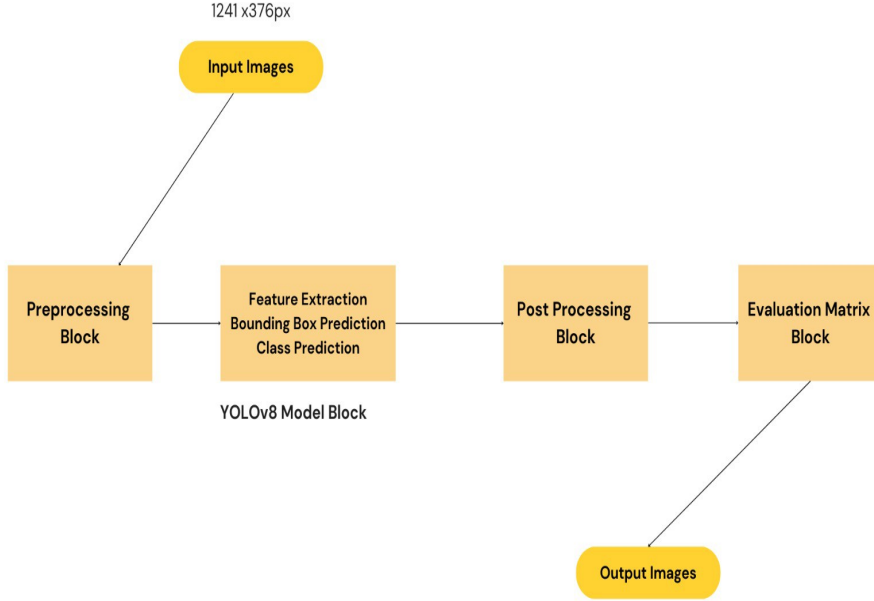 1241 x376px
Input Images
Preprocessing
Block
Feature Extraction
Bounding Box Prediction
Class Prediction
YOLOv8 Model Block
Post Processing
Block
Evaluation Matrix
Block
Output Images